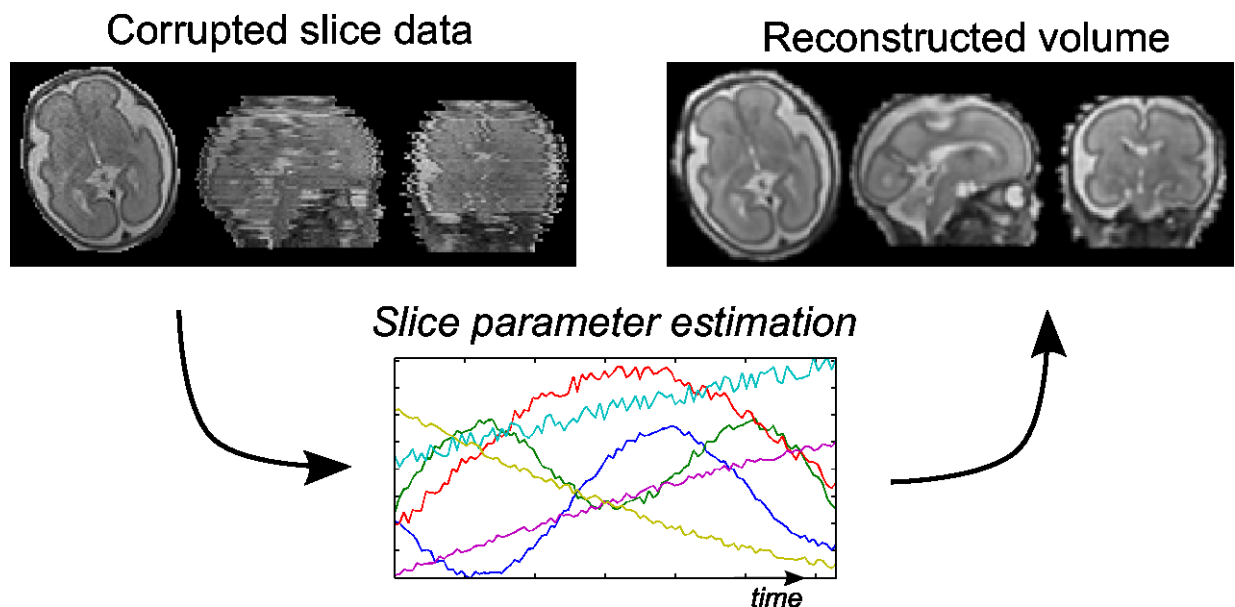 Corrupted slice data
Reconstructed volume
Slice parameter estimation
time